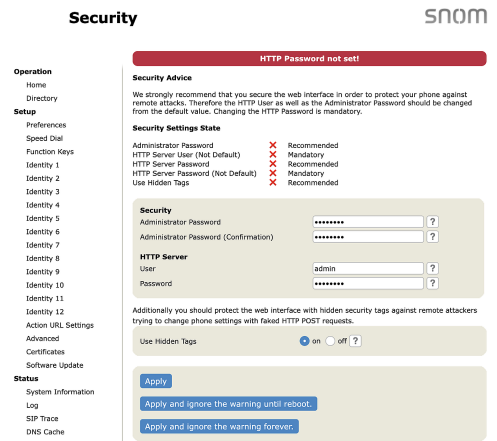 Security
snom
HTTP Password not set!
Operation
Home
Directory
Setup
Preferences
Speed Dial
Function Keys
Identity 1
Identity 2
Identity 3
Identity 4
Identity 5
Identity 6
Identity 7
Identity 8
Identity 9
Identity 10
Identity 11
Identity 12
Action URL Settings
Advanced
Certificates
Software Update
Status
System Information
Log
SIP Trace
DNS Cache
Security Advice
We strongly recommend that you secure the web interface in order to protect your phone against
remote attacks. Therefore the HTTP User as well as the Administrator Password should be changed
from the default value. Changing the HTTP Password is mandatory.
Security Settings State
Administrator Password Recommended
HTTP Server User (Not Default) Mandatory
HTTP Server Password Recommended
HTTP Server Password (Not Default) Mandatory
Use Hidden Tags Recommended
Security
Administrator Password •••••••• ?
Administrator Password (Confirmation) •••••••• ?
HTTP Server
User admin ?
Password •••••••• ?
Additionally you should protect the web interface with hidden security tags against remote attackers
trying to change phone settings with faked HTTP POST requests.
Use Hidden Tags on off ?
Apply
Apply and ignore the warning until reboot.
Apply and ignore the warning forever.